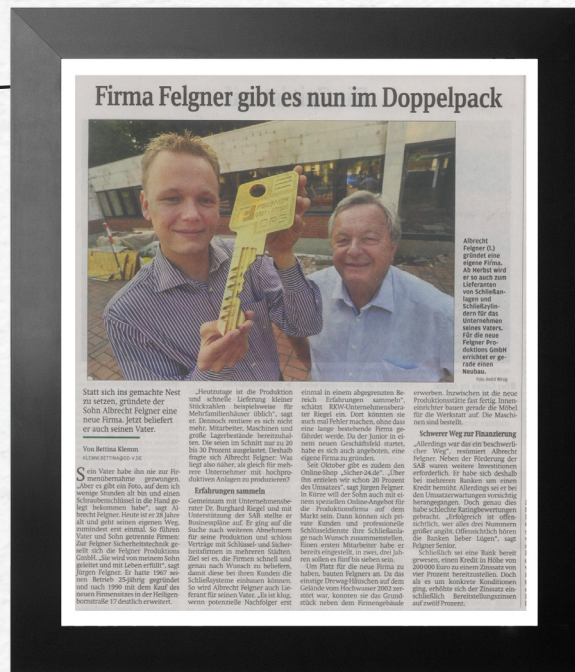 Firma Felgner gibt es nun im Doppelpack
Albrecht
Felgner (l.)
gründet eine
eigene Firma.
Ab Herbst wird
er so auch zum
Lieferanten
von Schließan-
lagen und
Schließzylin-
dern für das
Unternehmen
seines Vaters.
Für die neue
Felgner Pro-
duktions GmbH
errichtet er ge-
rade einen
Neubau.
Statt sich ins gemachte Nest
zu setzen, gründete der
Sohn Albrecht Felgner eine
neue Firma. Jetzt beliefert
er auch seinen Vater.
Von Bettina Klemm
KLEMM.BETTINA@DD-V.DE
Sein Vater habe ihn nie zur Fir-
menübernahme gezwungen.
„Aber es gibt ein Foto, auf dem ich
wenige Stunden alt bin und einen
Schraubenschlüssel in die Hand ge-
legt bekommen habe“, sagt Al-
brecht Felgner. Heute ist er 28 Jahre
alt und geht seinen eigenen Weg,
zumindest erst einmal. So führen
Vater und Sohn getrennte Firmen:
Zur Felgner Sicherheitstechnik ge-
sellt sich die Felgner Produktions
GmbH. „Sie wird von meinem Sohn
geleitet und mit Leben erfüllt“, sagt
Jürgen Felgner. Er hatte 1967 sei-
nen Betrieb 25-jährig gegründet
und nach 1990 mit dem Kauf des
neuen Firmensitzes in der Heiligen-
bornstraße 17 deutlich erweitert.
„Heutzutage ist die Produktion
und schnelle Lieferung kleiner
Stückzahlen beispielsweise für
Mehrfamilienhäuser üblich“, sagt
er. Dennoch rentiere es sich nicht
mehr, Mitarbeiter, Maschinen und
große Lagerbestände bereitzuhal-
ten. Die seien im Schnitt nur zu 20
bis 30 Prozent ausgelastet. Deshalb
fragte sich Albrecht Felgner: Was
liegt also näher, als gleich für meh-
rere Unternehmen mit hochpro-
duktiven Anlagen zu produzieren?
Erfahrungen sammeln
Gemeinsam mit Unternehmensbe-
rater Dr. Burghard Riegel und mit
Unterstützung der SAB stellte er
Businesspläne auf. Er ging auf die
Suche nach weiteren Abnehmern
für seine Produktion und schloss
Verträge mit Schlüssel- und Sicher-
heitsfirmen in mehreren Städten.
Ziel sei es, die Firmen schnell und
genau nach Wunsch zu beliefern,
damit diese bei ihren Kunden die
Schließsysteme einbauen können.
So wird Albrecht Felgner auch Lie-
ferant für seinen Vater. „Es ist klug,
wenn potenzielle Nachfolger erst
einmal in einem abgegrenzten Be-
reich Erfahrungen sammeln“,
schätzt RKW-Unternehmensbera-
ter Riegel ein. Dort könnten sie
auch mal Fehler machen, ohne dass
eine lange bestehende Firma ge-
fährdet werde. Da der Junior in ei-
nem neuen Geschäftsfeld startet,
habe es sich auch angeboten, eine
eigene Firma zu gründen.
Seit Oktober gibt es zudem den
Online-Shop „Sicher-24.de“. „Über
ihn erzielen wir schon 20 Prozent
des Umsatzes“, sagt Jürgen Felgner.
In Kürze will der Sohn auch mit ei-
nem speziellen Online-Angebot für
die Produktionsfirma auf dem
Markt sein. Dann können sich pri-
vate Kunden und professionelle
Schlüsseldienste ihre Schließanla-
ge nach Wunsch zusammenstellen.
Einen ersten Mitarbeiter habe er
bereits eingestellt, in zwei, drei Jah-
ren sollen es fünf bis sieben sein.
Um Platz für die neue Firma zu
haben, bauten Felgners an. Da das
einstige Drewag-Häuschen auf dem
Gelände vom Hochwasser 2002 zer-
stört war, konnten sie das Grund-
stück neben dem Firmengebäude
erwerben. Inzwischen ist die neue
Produktionsstätte fast fertig. Innen-
einrichter bauen gerade die Möbel
für die Werkstatt auf. Die Maschi-
nen sind bestellt.
Schwerer Weg zur Finanzierung
„Allerdings war das ein beschwerli-
cher Weg“, resümiert Albrecht
Felgner. Neben der Förderung der
SAB waren weitere Investitionen
erforderlich. Er habe sich deshalb
bei mehreren Banken um einen
Kredit bemüht. Allerdings sei er bei
den Umsatzerwartungen vorsichtig
herangegangen. Doch genau dies
habe schlechte Ratingbewertungen
gebracht. „Erfolgreich ist offen-
sichtlich, wer alles drei Nummern
größer angibt. Offensichtlich hören
die Banken lieber Lügen“, sagt
Felgner Senior.
Schließlich sei eine Bank bereit
gewesen, einen Kredit in Höhe von
200 000 Euro zu einem Zinssatz von
vier Prozent bereitzustellen. Doch
als es um konkrete Konditionen
ging, erhöhte sich der Zinssatz ein-
schließlich Bereitstellungszinsen
auf zwölf Prozent.